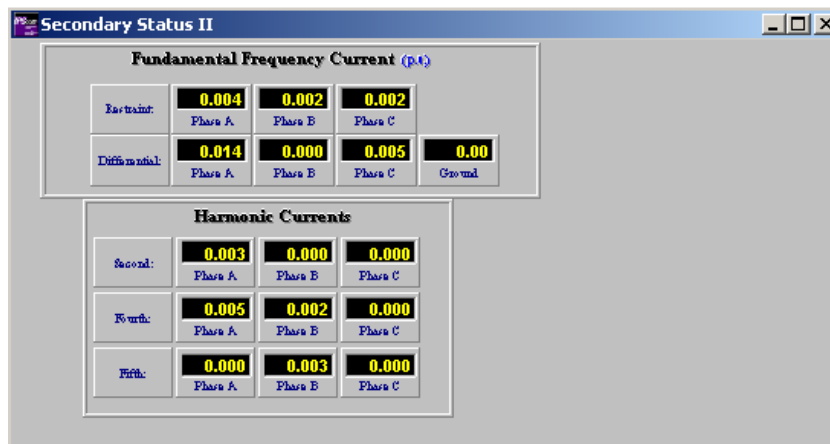 Secondary Status II
Fundamental Frequency Current (p.u.)
Restraint: 0.004 0.002 0.002
Phase A Phase B Phase C
Differential: 0.014 0.000 0.005 0.00
Phase A Phase B Phase C Ground
Harmonic Currents
Second: 0.003 0.000 0.000
Phase A Phase B Phase C
Fourth: 0.005 0.002 0.000
Phase A Phase B Phase C
Fifth: 0.000 0.003 0.000
Phase A Phase B Phase C